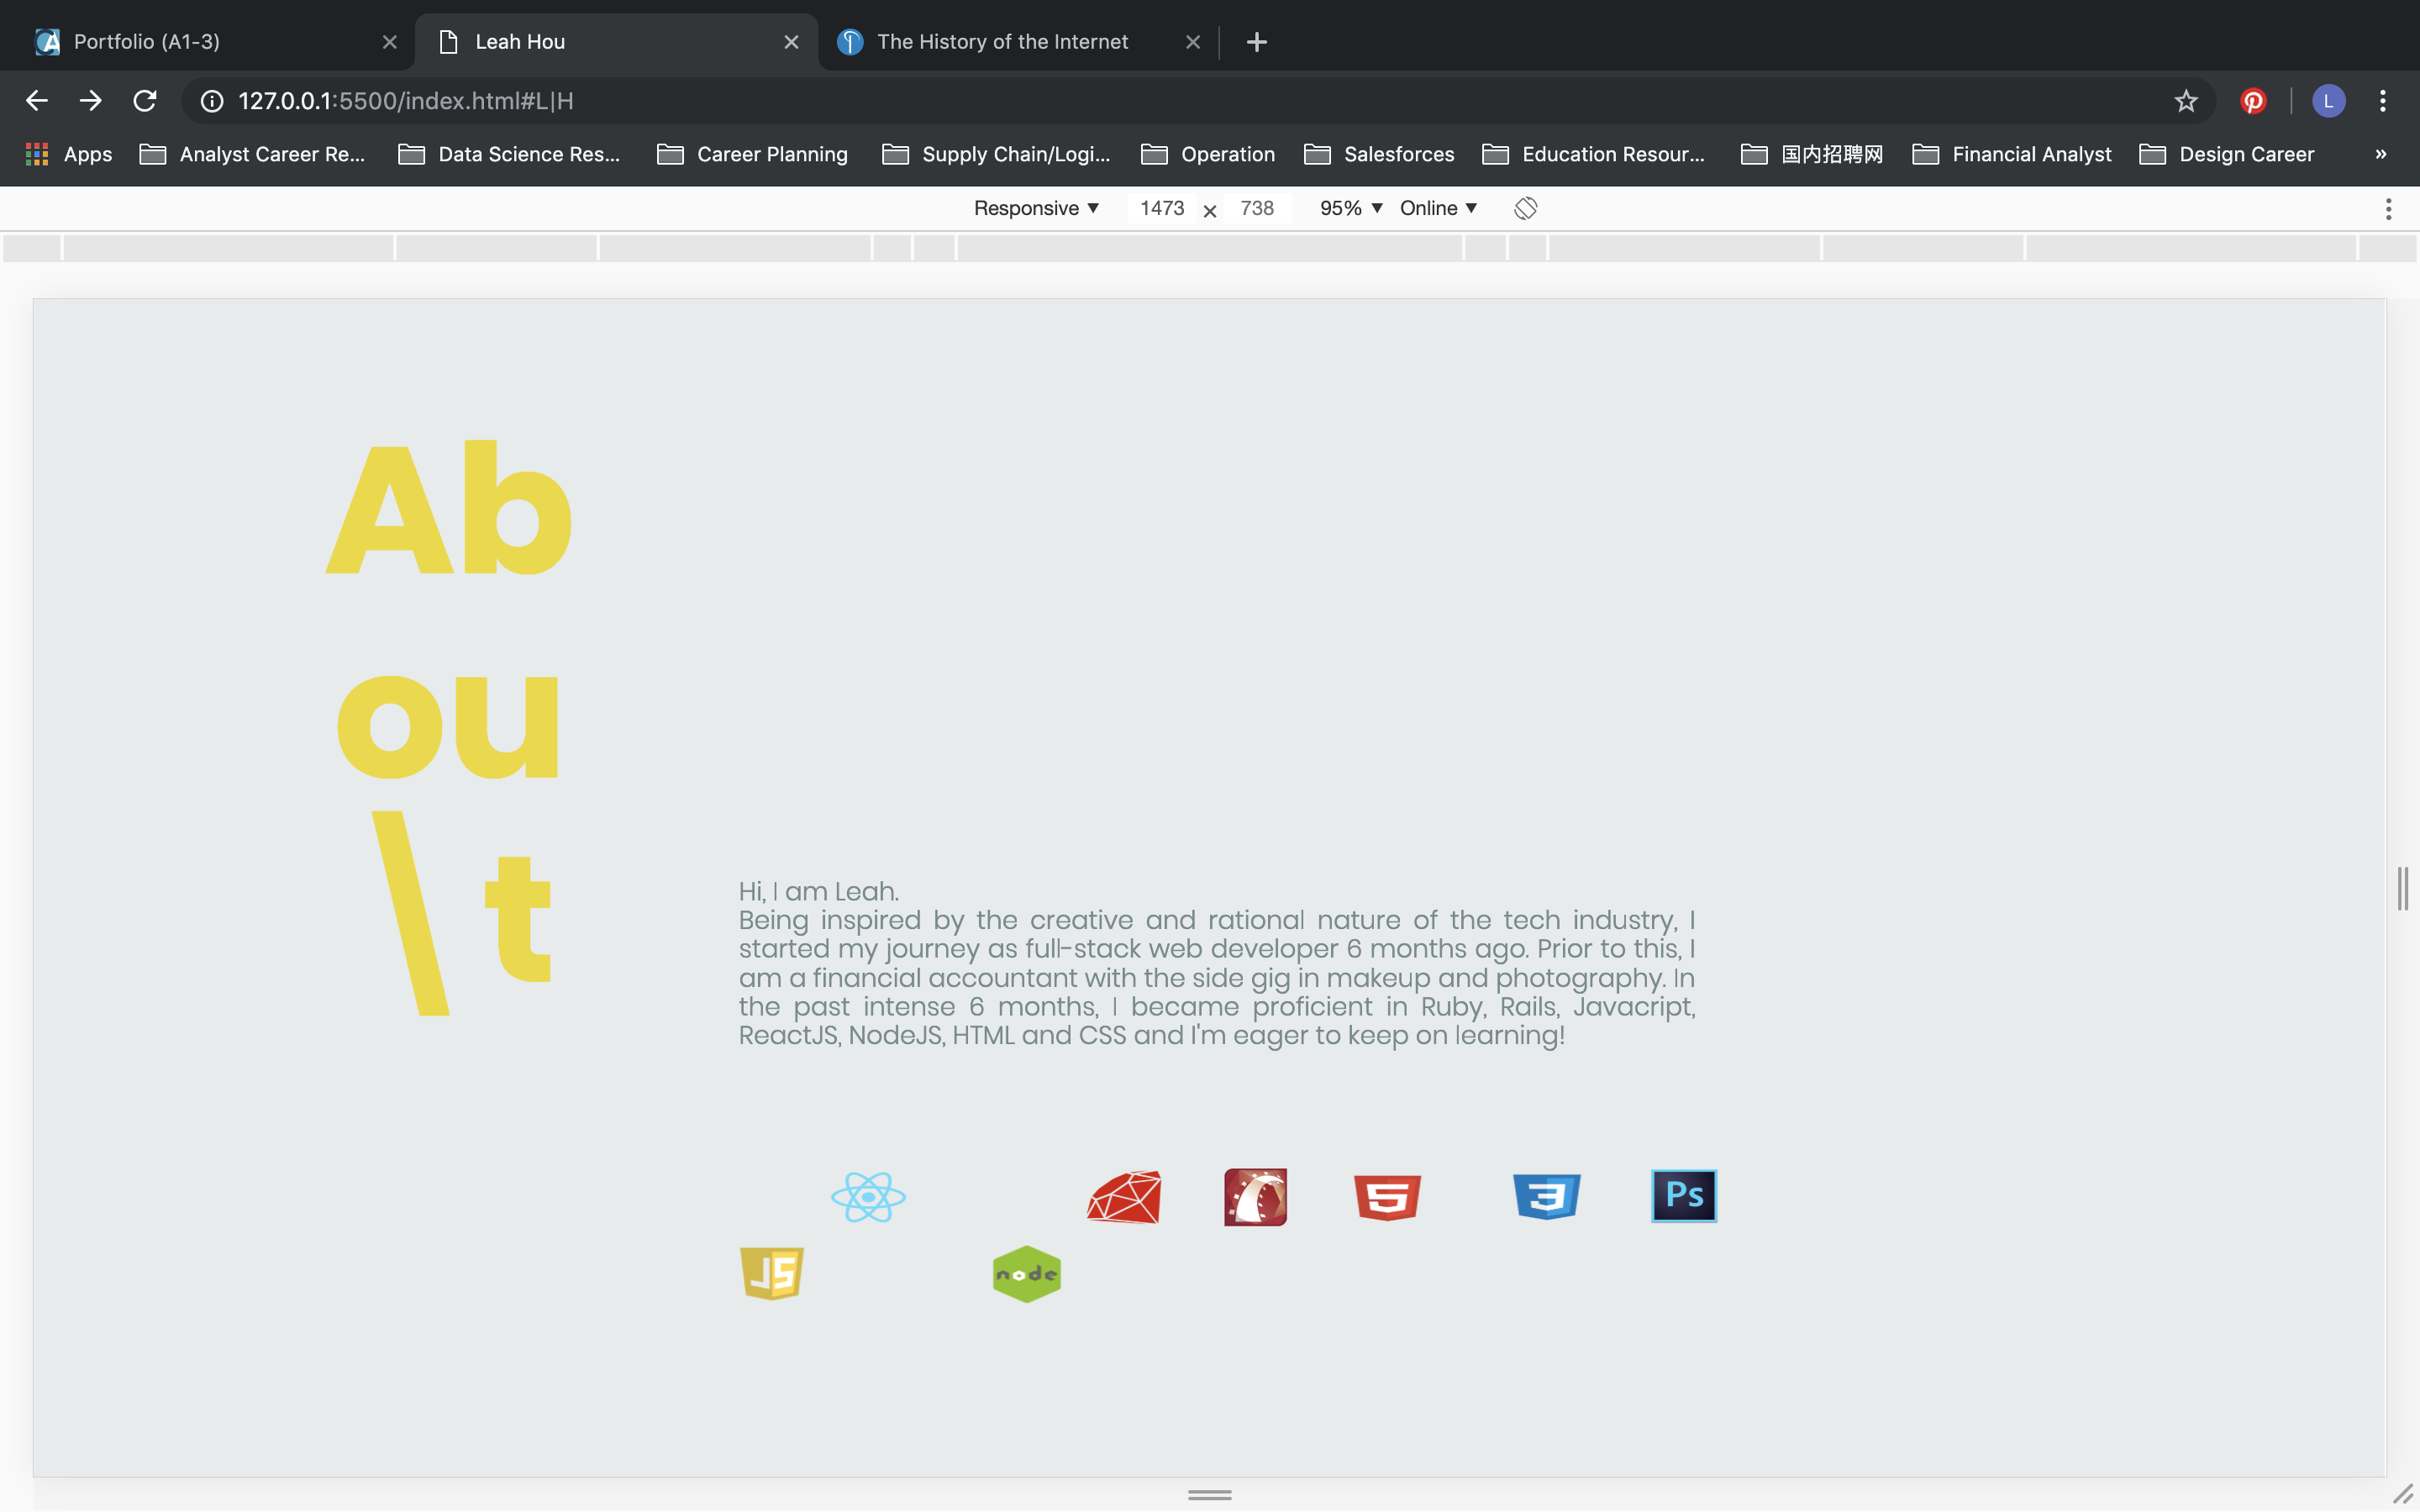 Portfolio (A1-3)
Leah Hou
The History of the Internet
127.0.0.1:5500/index.html#L|H
L
Apps
Analyst Career Re...
Data Science Res...
Career Planning
Supply Chain/Logi...
Operation
Salesforces
Education Resour...
国内招聘网
Financial Analyst
Design Career
»
Responsive
1473 × 738
95%
Online
Ab
ou
\t
Hi, I am Leah.
Being inspired by the creative and rational nature of the tech industry, I
started my journey as full-stack web developer 6 months ago. Prior to this, I
am a financial accountant with the side gig in makeup and photography. In
the past intense 6 months, I became proficient in Ruby, Rails, Javacript,
ReactJS, NodeJS, HTML and CSS and I'm eager to keep on learning!
5
3
Ps
JS
node